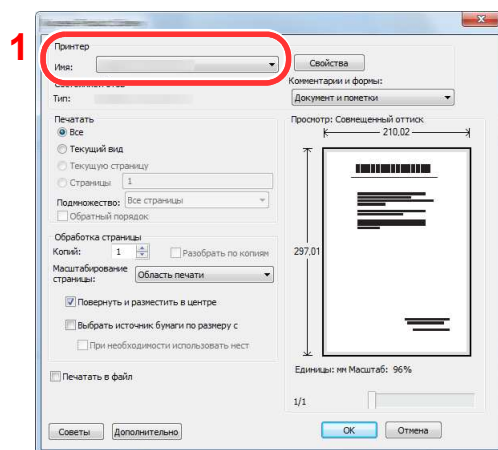 1
Принтер
Имя:
Свойства
Комментарии и формы:
Тип:
Документ и пометки
Печатать
Все
Текущий вид
Текущую страницу
Страницы
1
Подмножество:
Все страницы
Обратный порядок
Просмотр: Совмещенный оттиск
210,02
297,01
Обработка страницы
Копий:
1
Разобрать по копиям
Масштабирование
страницы:
Область печати
Повернуть и разместить в центре
Выбрать источник бумаги по размеру с
При необходимости использовать нест
Печатать в файл
Единицы: мм Масштаб: 96%
1/1
Советы
Дополнительно
OK
Отмена